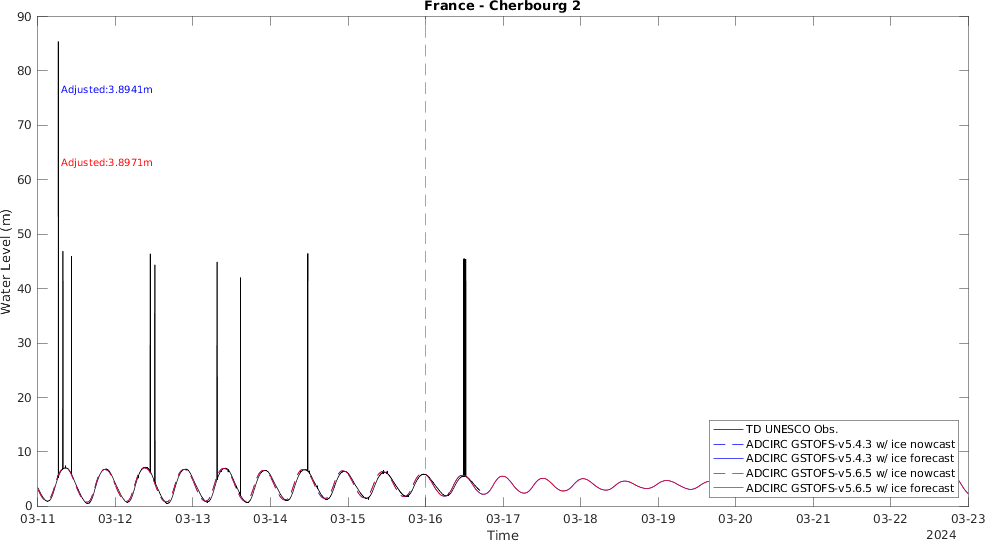 France - Cherbourg 2
90
80
70
60
50
40
30
20
10
0
Water Level (m)
Adjusted:3.8941m
Adjusted:3.8971m
TD UNESCO Obs.
ADCIRC GSTOFS-v5.4.3 w/ ice nowcast
ADCIRC GSTOFS-v5.4.3 w/ ice forecast
ADCIRC GSTOFS-v5.6.5 w/ ice nowcast
ADCIRC GSTOFS-v5.6.5 w/ ice forecast
03-11 03-12 03-13 03-14 03-15 03-16 03-17 03-18 03-19 03-20 03-21 03-22 03-23
Time
2024